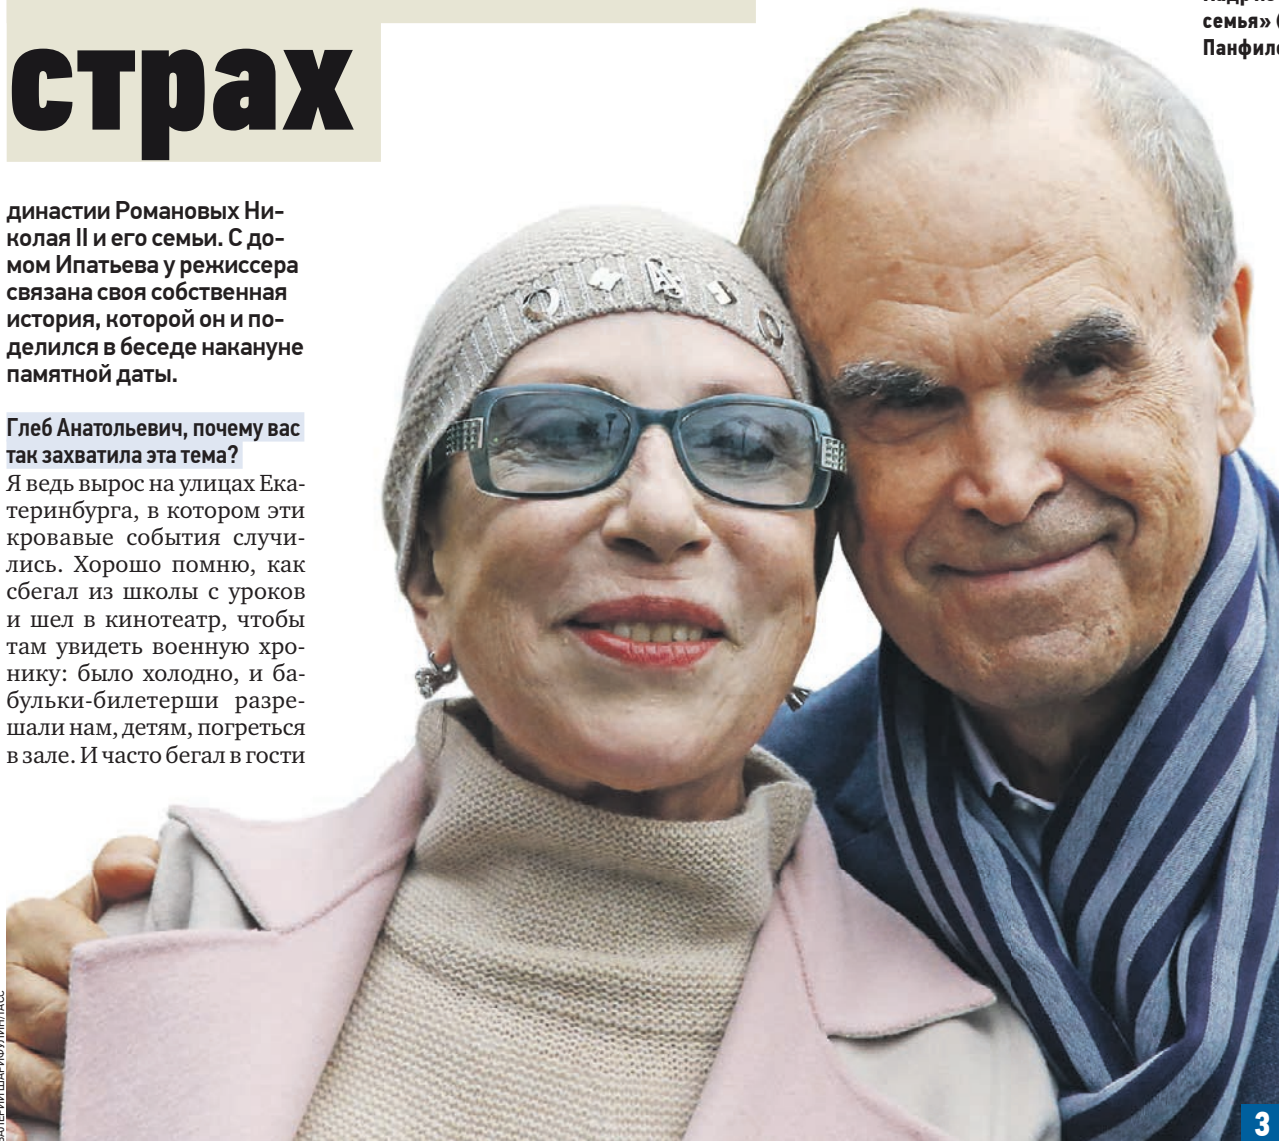 страх
династии Романовых Ни-
колая II и его семьи. С до-
мом Ипатьева у режиссера
связана своя собственная
история, которой он и по-
делился в беседе накануне
памятной даты.
Глеб Анатольевич, почему вас
так захватила эта тема?
Я ведь вырос на улицах Ека-
теринбурга, в котором эти
кровавые события случи-
лись. Хорошо помню, как
сбегал из школы с уроков
и шел в кинотеатр, чтобы
там увидеть военную хро-
нику: было холодно, и ба-
бульки-билетерши разре-
шали нам, детям, погреться
в зале. И часто бегал в гости
семья»
3